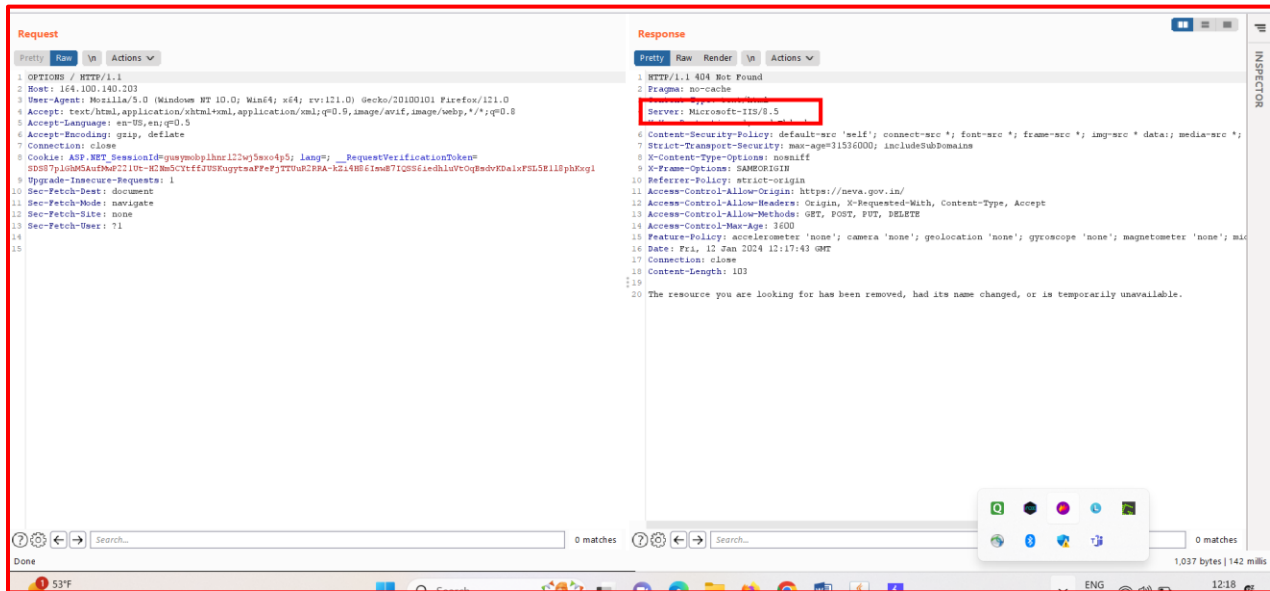 Request
Pretty Raw \n Actions
1 OPTIONS / HTTP/1.1
2 Host: 164.100.140.203
3 User-Agent: Mozilla/5.0 (Windows NT 10.0; Win64; x64; rv:121.0) Gecko/20100101 Firefox/121.0
4 Accept: text/html,application/xhtml+xml,application/xml;q=0.9,image/avif,image/webp,*/*;q=0.8
5 Accept-Language: en-US,en;q=0.5
6 Accept-Encoding: gzip, deflate
7 Connection: close
8 Cookie: ASP.NET_SessionId=; lang=; __RequestVerificationToken=
9 Upgrade-Insecure-Requests: 1
10 Sec-Fetch-Dest: document
11 Sec-Fetch-Mode: navigate
12 Sec-Fetch-Site: none
13 Sec-Fetch-User: ?1
14
15
Search...
0 matches
Done
Response
Pretty Raw Render \n Actions
1 HTTP/1.1 404 Not Found
2 Pragma: no-cache
Server: Microsoft-IIS/8.5
6 Content-Security-Policy: default-src 'self'; connect-src *; font-src *; frame-src *; img-src * data:; media-src *;
7 Strict-Transport-Security: max-age=31536000; includeSubDomains
8 X-Content-Type-Options: nosniff
9 X-Frame-Options: SAMEORIGIN
10 Referrer-Policy: strict-origin
11 Access-Control-Allow-Origin: https://neva.gov.in/
12 Access-Control-Allow-Headers: Origin, X-Requested-With, Content-Type, Accept
13 Access-Control-Allow-Methods: GET, POST, PUT, DELETE
14 Access-Control-Max-Age: 3600
15 Feature-Policy: accelerometer 'none'; camera 'none'; geolocation 'none'; gyroscope 'none'; magnetometer 'none';
16 Date: Fri, 12 Jan 2024 12:17:43 GMT
17 Connection: close
18 Content-Length: 103
19
20 The resource you are looking for has been removed, had its name changed, or is temporarily unavailable.
Search...
0 matches
1,037 bytes | 142 millis
INSPECTOR
53°F
Search
ENG
12:18